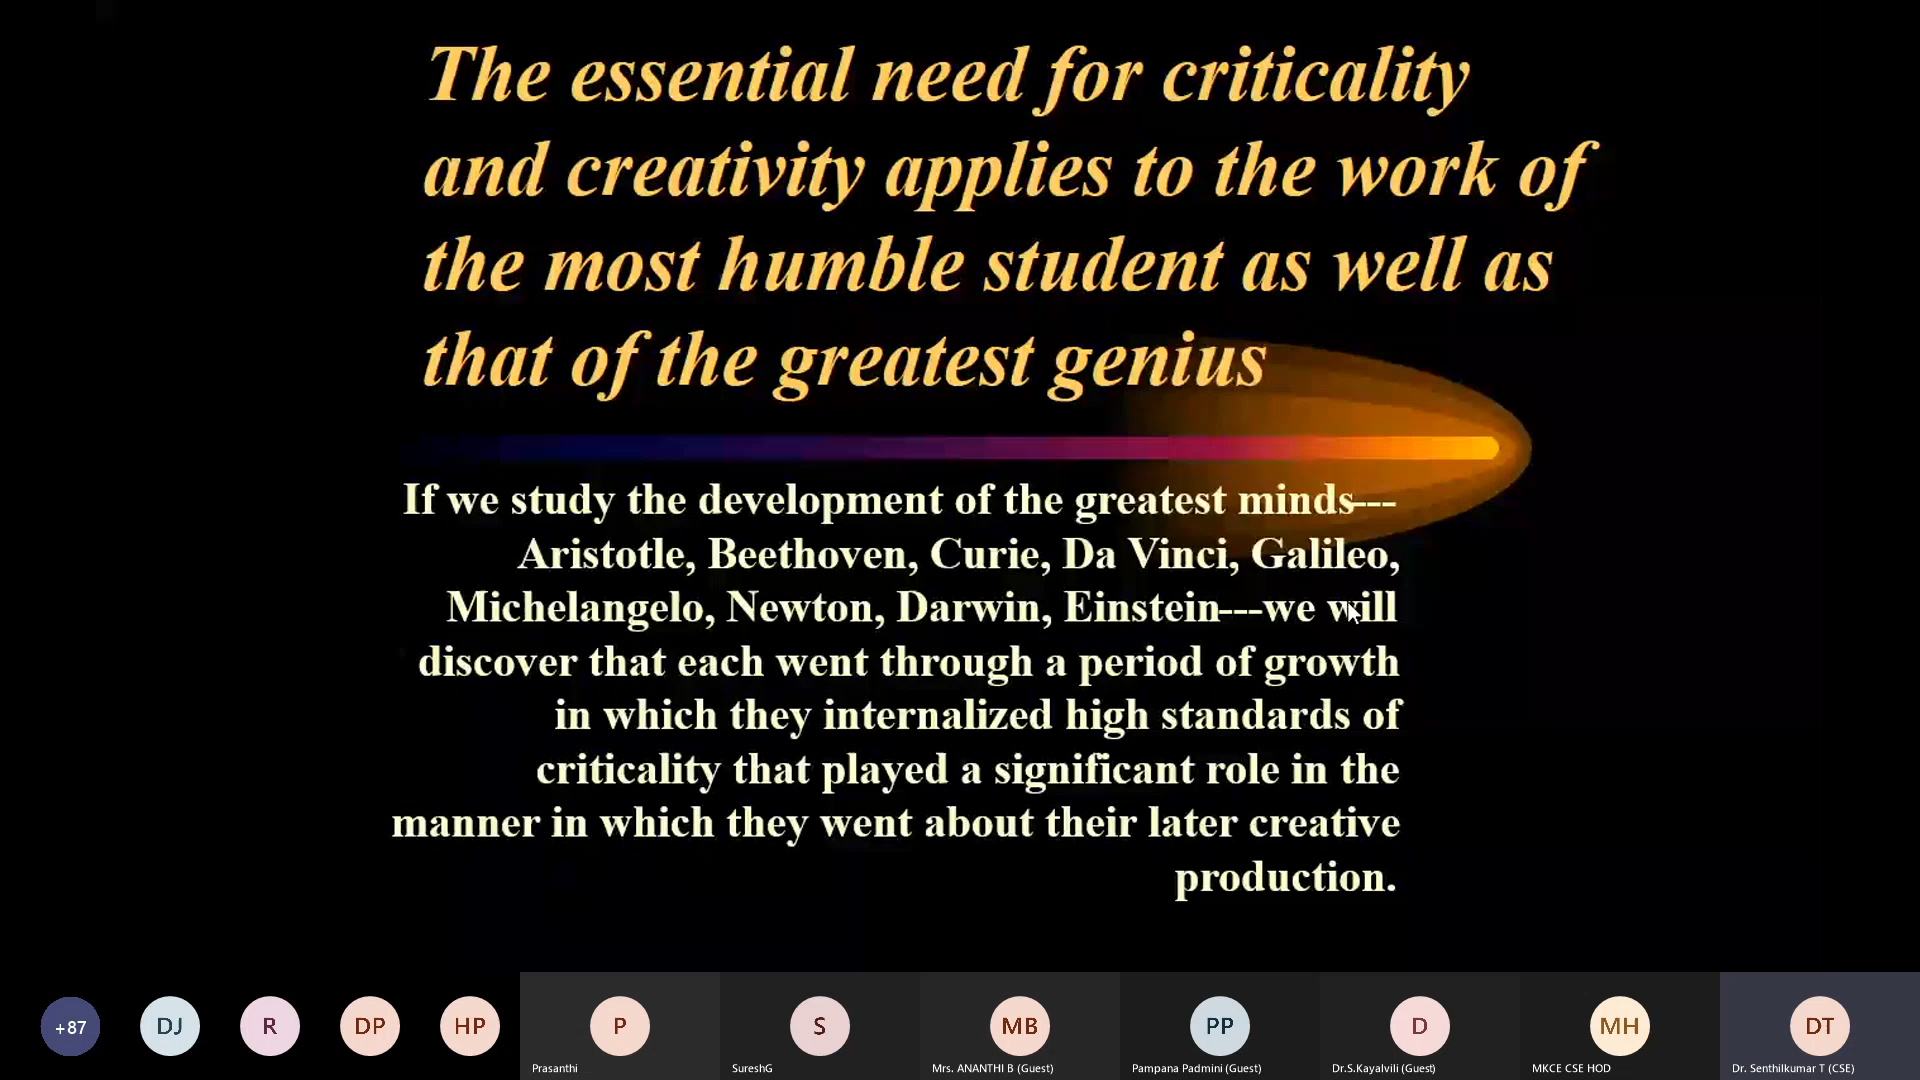 The essential need for criticality
and creativity applies to the work of
the most humble student as well as
that of the greatest genius
If we study the development of the greatest minds---
Aristotle, Beethoven, Curie, Da Vinci, Galileo,
Michelangelo, Newton, Darwin, Einstein---we will
discover that each went through a period of growth
in which they internalized high standards of
criticality that played a significant role in the
manner in which they went about their later creative
production.
+87 DJ R DP HP P S MB PP D MH DT
Prasanthi SureshG Mrs. ANANTHI B (Guest) Pampana Padmini (Guest) Dr.S.Kayalvili (Guest) MKCE CSE HOD Dr. Senthilkumar T (CSE)